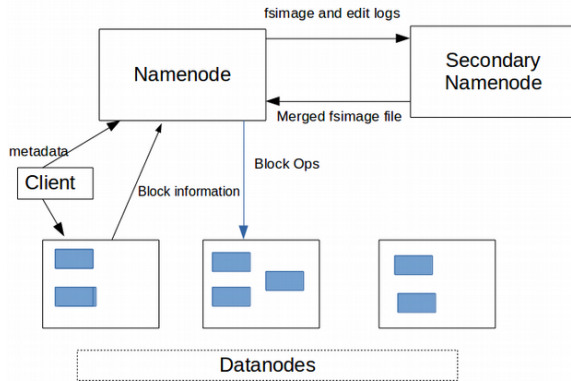 fsimage and edit logs
Namenode
Secondary
Namenode
Merged fsimage file
metadata
Client
Block information
Block Ops
Datanodes